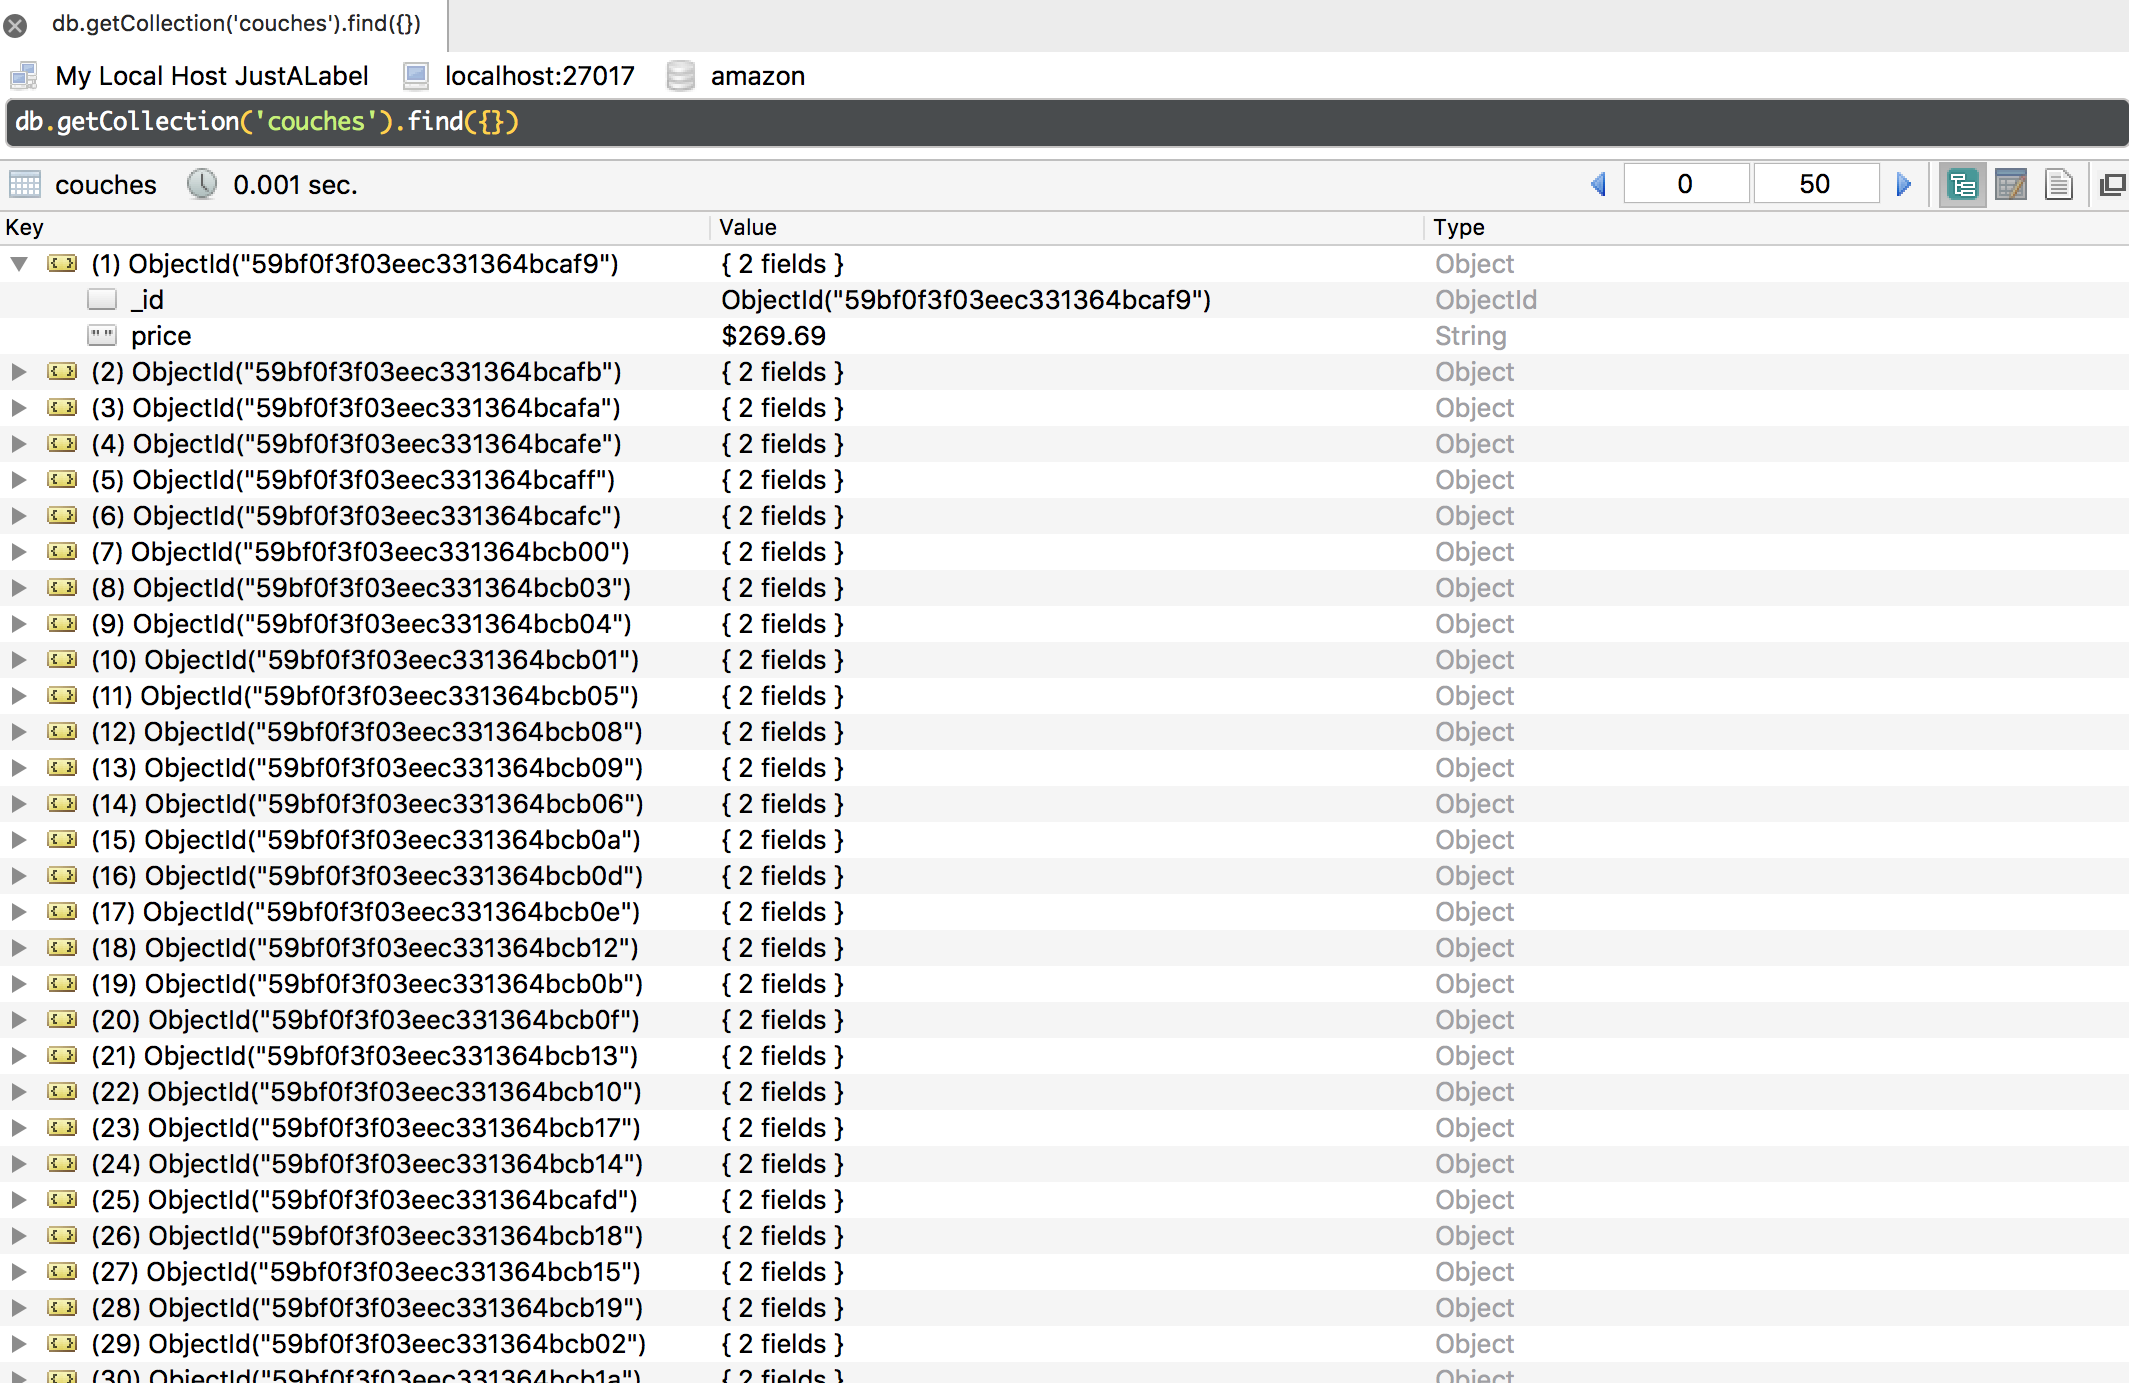 db.getCollection('couches').find({})
My Local Host JustALabel localhost:27017 amazon
db.getCollection('couches').find({})
couches 0.001 sec. 0 50
Key Value Type
(1) ObjectId("59bf0f3f03eec331364bcaf9") { 2 fields } Object
_id ObjectId("59bf0f3f03eec331364bcaf9") ObjectId
price $269.69 String
(2) ObjectId("59bf0f3f03eec331364bcafb") { 2 fields } Object
(3) ObjectId("59bf0f3f03eec331364bcafa") { 2 fields } Object
(4) ObjectId("59bf0f3f03eec331364bcafe") { 2 fields } Object
(5) ObjectId("59bf0f3f03eec331364bcaff") { 2 fields } Object
(6) ObjectId("59bf0f3f03eec331364bcafc") { 2 fields } Object
(7) ObjectId("59bf0f3f03eec331364bcb00") { 2 fields } Object
(8) ObjectId("59bf0f3f03eec331364bcb03") { 2 fields } Object
(9) ObjectId("59bf0f3f03eec331364bcb04") { 2 fields } Object
(10) ObjectId("59bf0f3f03eec331364bcb01") { 2 fields } Object
(11) ObjectId("59bf0f3f03eec331364bcb05") { 2 fields } Object
(12) ObjectId("59bf0f3f03eec331364bcb08") { 2 fields } Object
(13) ObjectId("59bf0f3f03eec331364bcb09") { 2 fields } Object
(14) ObjectId("59bf0f3f03eec331364bcb06") { 2 fields } Object
(15) ObjectId("59bf0f3f03eec331364bcb0a") { 2 fields } Object
(16) ObjectId("59bf0f3f03eec331364bcb0d") { 2 fields } Object
(17) ObjectId("59bf0f3f03eec331364bcb0e") { 2 fields } Object
(18) ObjectId("59bf0f3f03eec331364bcb12") { 2 fields } Object
(19) ObjectId("59bf0f3f03eec331364bcb0b") { 2 fields } Object
(20) ObjectId("59bf0f3f03eec331364bcb0f") { 2 fields } Object
(21) ObjectId("59bf0f3f03eec331364bcb13") { 2 fields } Object
(22) ObjectId("59bf0f3f03eec331364bcb10") { 2 fields } Object
(23) ObjectId("59bf0f3f03eec331364bcb17") { 2 fields } Object
(24) ObjectId("59bf0f3f03eec331364bcb14") { 2 fields } Object
(25) ObjectId("59bf0f3f03eec331364bcafd") { 2 fields } Object
(26) ObjectId("59bf0f3f03eec331364bcb18") { 2 fields } Object
(27) ObjectId("59bf0f3f03eec331364bcb15") { 2 fields } Object
(28) ObjectId("59bf0f3f03eec331364bcb19") { 2 fields } Object
(29) ObjectId("59bf0f3f03eec331364bcb02") { 2 fields } Object
(30) ObjectId("59bf0f3f03eec331364bcb1a") { 2 fields } Object